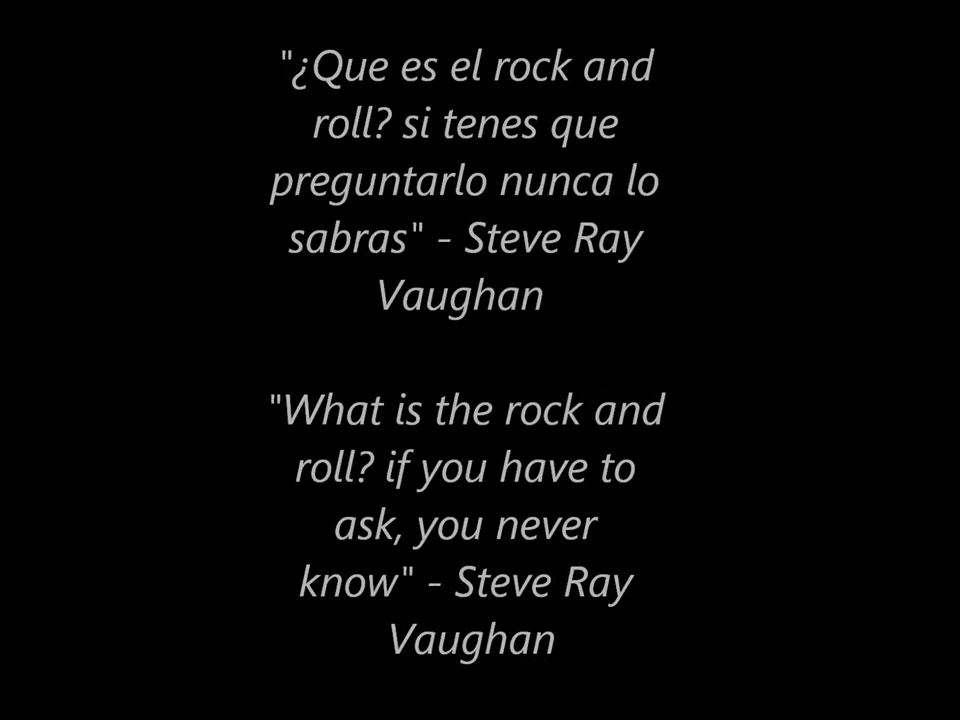 "¿Que es el rock and
roll? si tenes que
preguntarlo nunca lo
sabras" - Steve Ray
Vaughan
"What is the rock and
roll? if you have to
ask, you never
know" - Steve Ray
Vaughan